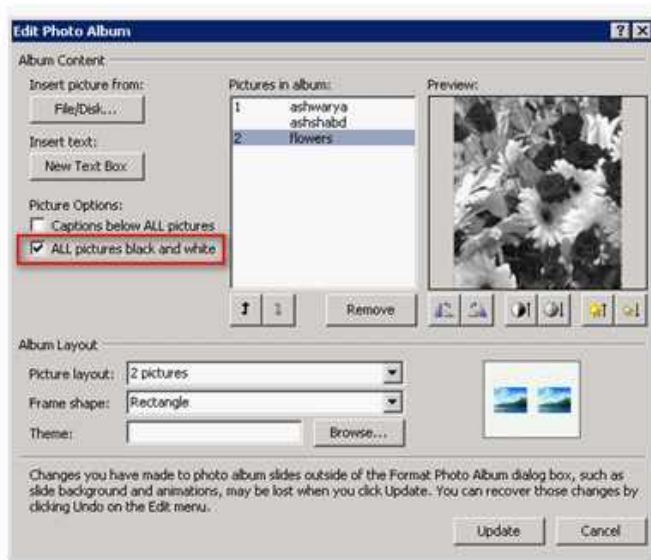 Edit Photo Album
Album Content
Insert picture from:
File/Disk...
Insert text:
New Text Box
Picture Options:
Captions below ALL pictures
ALL pictures black and white
Pictures in album:
1 ashwarya
ashshabd
2 flowers
Remove
Preview:
Album Layout
Picture layout: 2 pictures
Frame shape: Rectangle
Theme:
Browse...
Changes you have made to photo album slides outside of the Format Photo Album dialog box, such as
slide background and animations, may be lost when you click Update. You can recover those changes by
clicking Undo on the Edit menu.
Update
Cancel